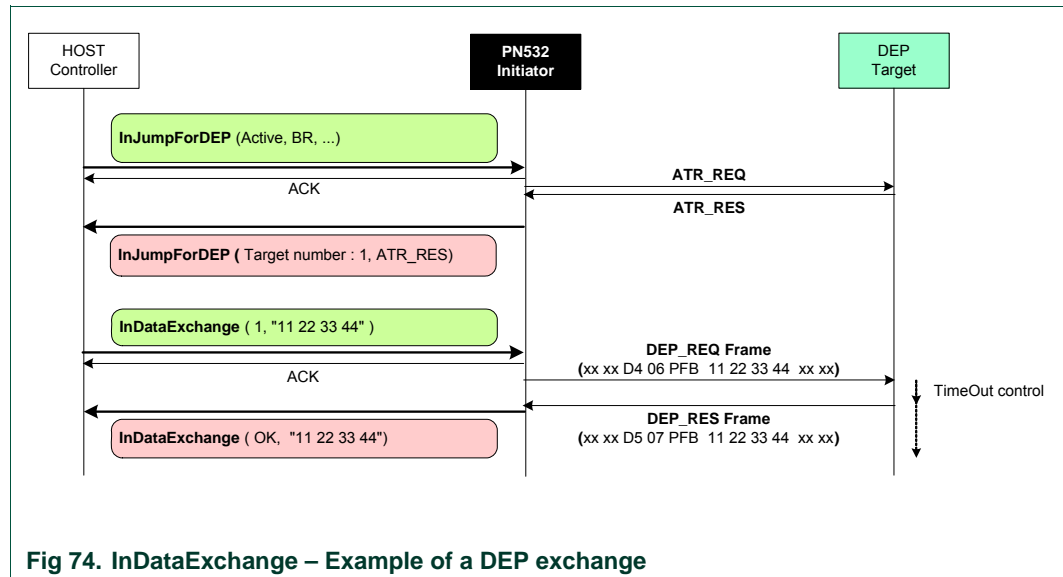 HOST
Controller
PN532
Initiator
DEP
Target
InJumpForDEP (Active, BR, ...)
ACK
ATR_REQ
ATR_RES
InJumpForDEP ( Target number : 1, ATR_RES)
InDataExchange ( 1, "11 22 33 44" )
ACK
DEP_REQ Frame
(xx xx D4 06 PFB  11 22 33 44  xx xx)
TimeOut control
DEP_RES Frame
(xx xx D5 07 PFB  11 22 33 44  xx xx)
InDataExchange ( OK,  "11 22 33 44")
Fig 74. InDataExchange – Example of a DEP exchange